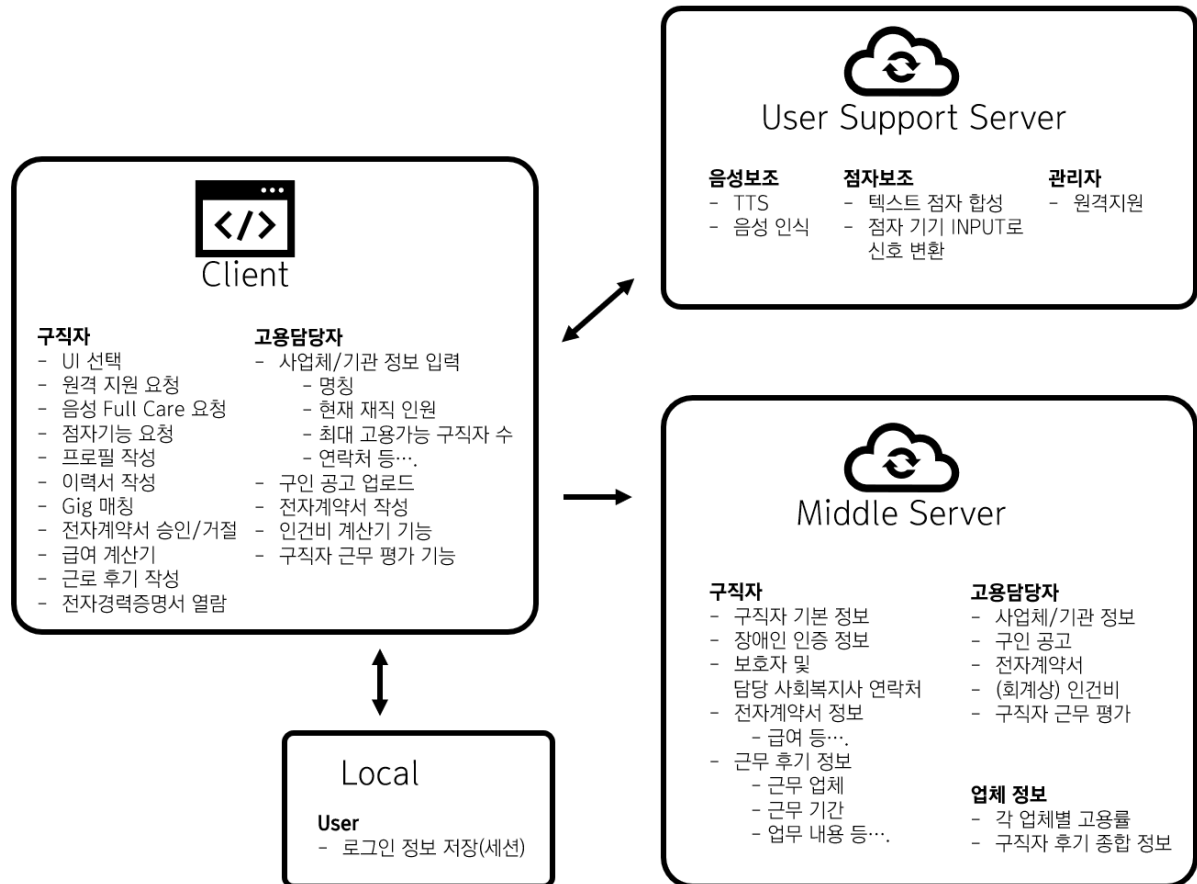 User Support Server
음성보조
- TTS
- 음성 인식
점자보조
- 텍스트 점자 합성
- 점자 기기 INPUT로
신호 변환
관리자
- 원격지원
</>
Client
구직자
- UI 선택
- 원격 지원 요청
- 음성 Full Care 요청
- 점자기능 요청
- 프로필 작성
- 이력서 작성
- Gig 매칭
- 전자계약서 승인/거절
- 급여 계산기
- 근로 후기 작성
- 전자경력증명서 열람
고용담당자
- 사업체/기관 정보 입력
- 명칭
- 현재 재직 인원
- 최대 고용가능 구직자 수
- 연락처 등….
- 구인 공고 업로드
- 전자계약서 작성
- 인건비 계산기 기능
- 구직자 근무 평가 기능
Middle Server
구직자
- 구직자 기본 정보
- 장애인 인증 정보
- 보호자 및
담당 사회복지사 연락처
- 전자계약서 정보
- 급여 등….
- 근무 후기 정보
- 근무 업체
- 근무 기간
- 업무 내용 등….
고용담당자
- 사업체/기관 정보
- 구인 공고
- 전자계약서
- (회계상) 인건비
- 구직자 근무 평가
업체 정보
- 각 업체별 고용률
- 구직자 후기 종합 정보
Local
User
- 로그인 정보 저장(세션)